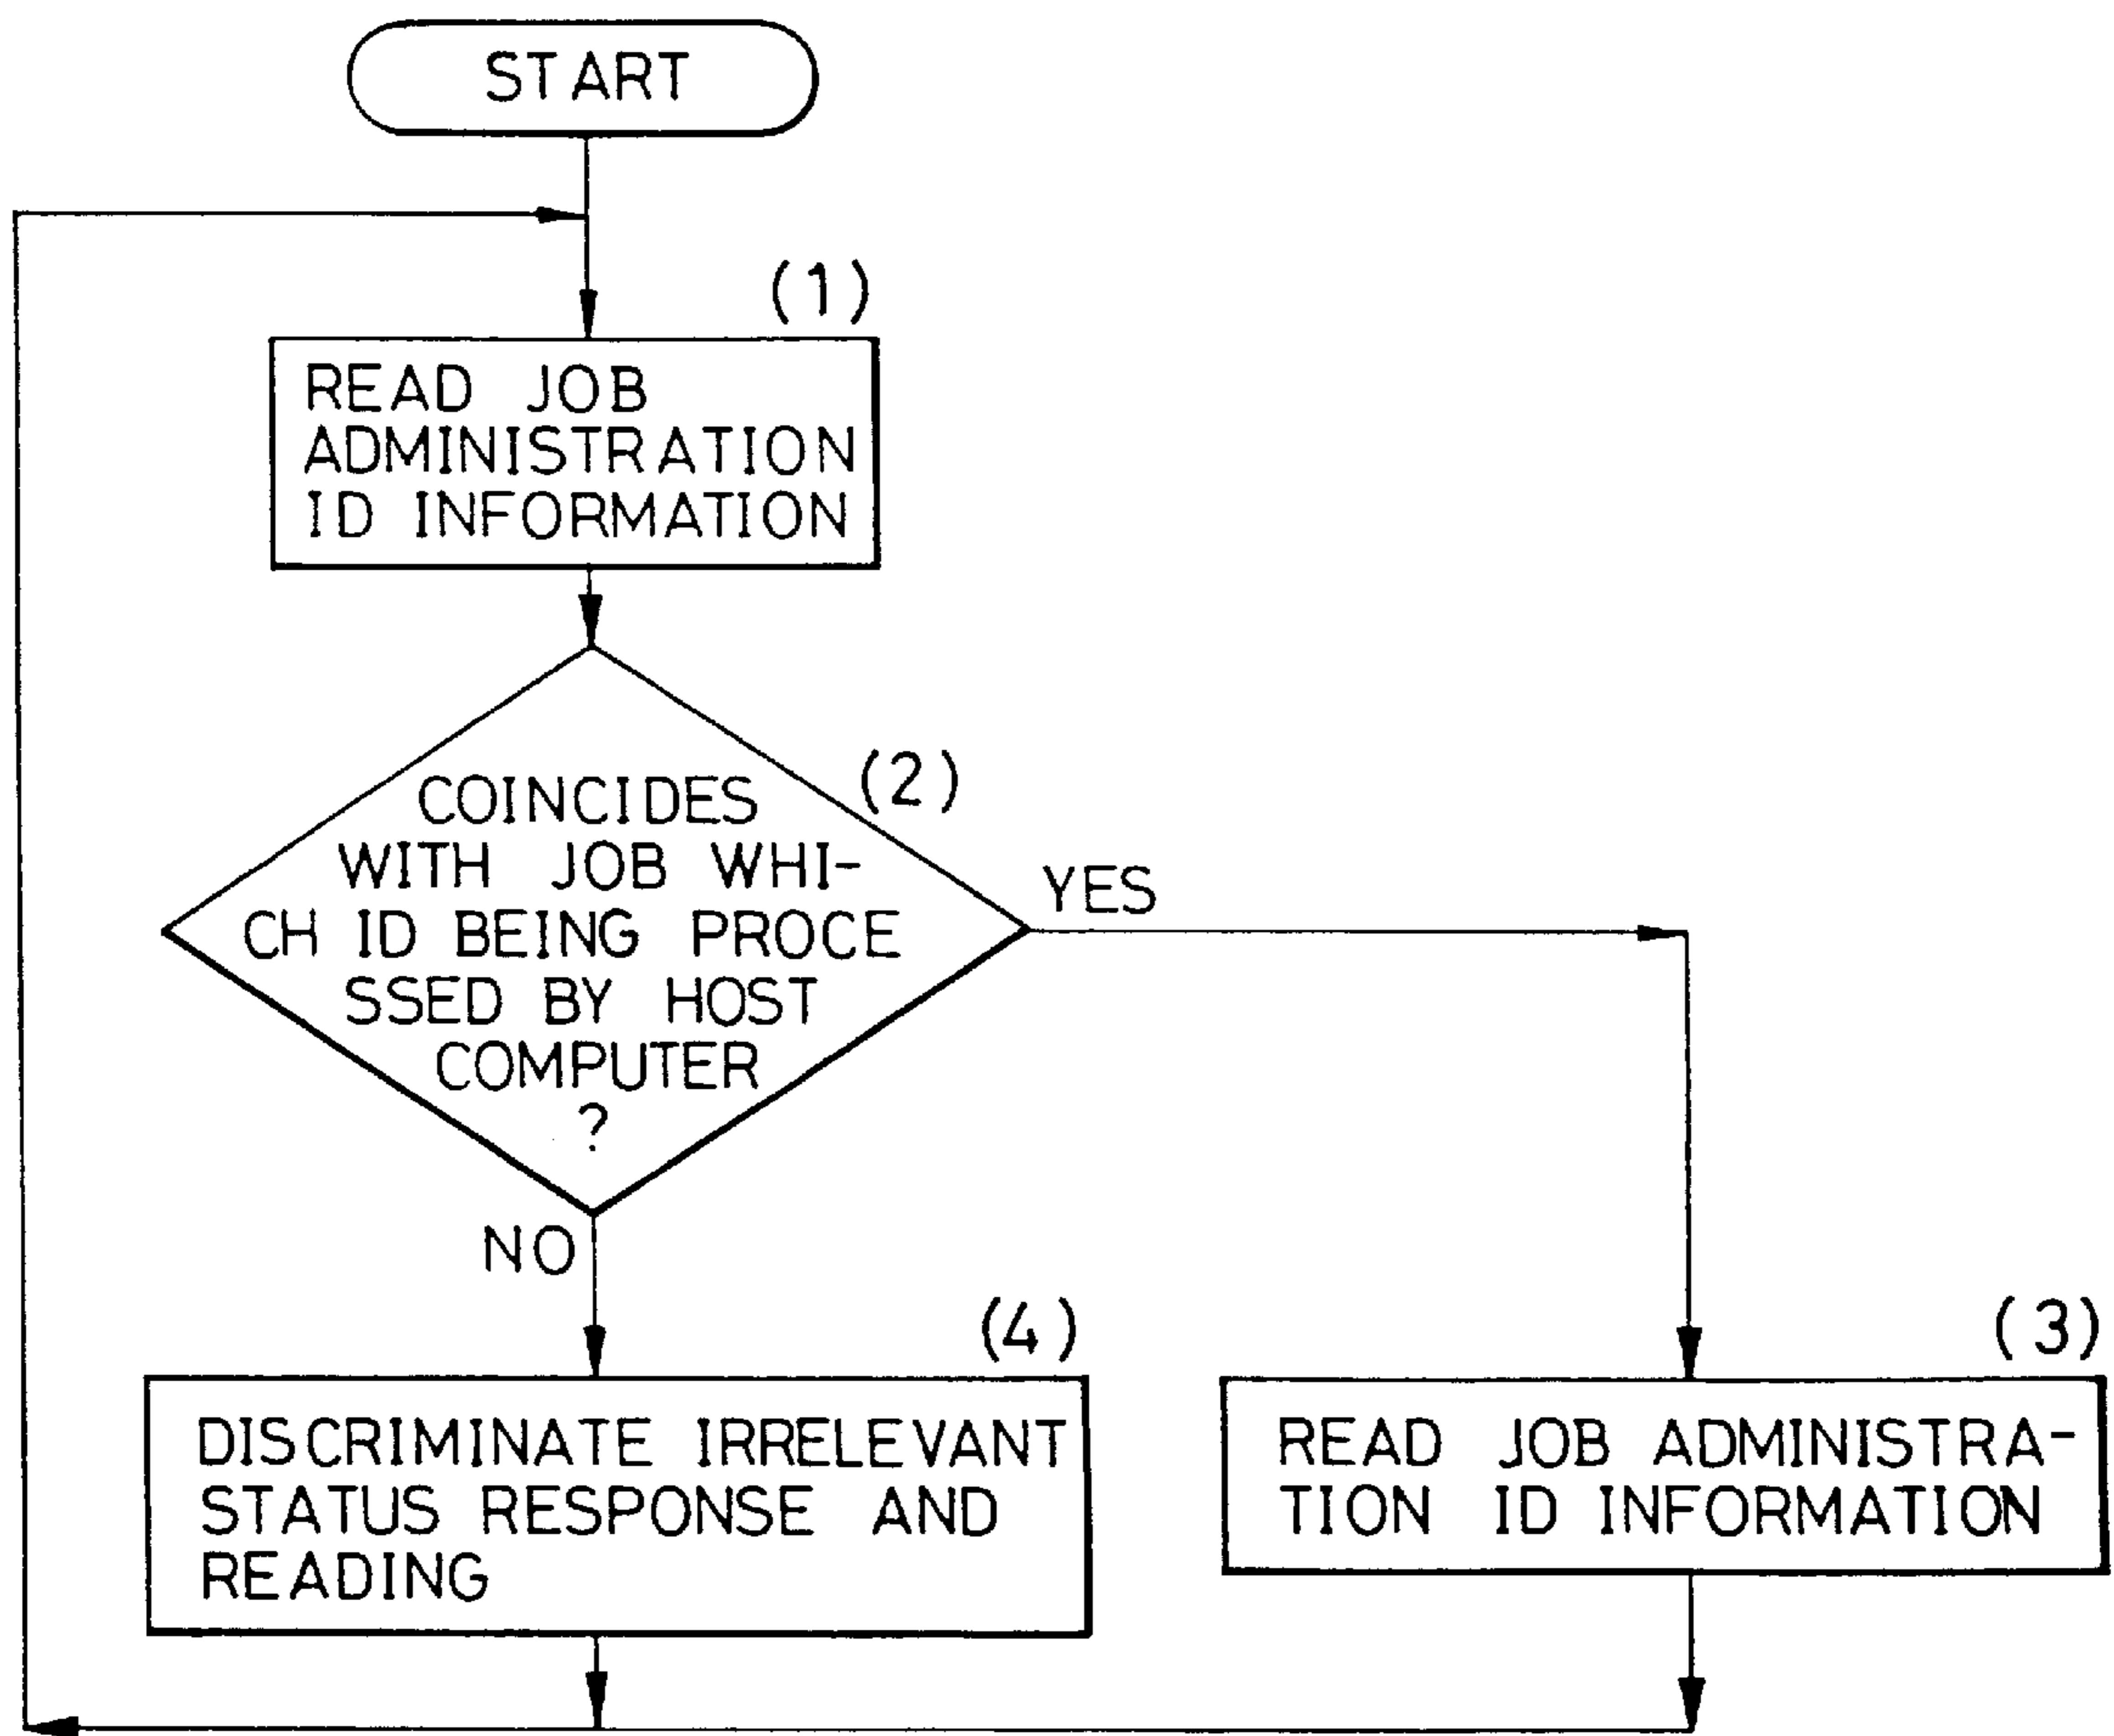 START
(1)
READ JOB
ADMINISTRATION
ID INFORMATION
(2)
COINCIDES
WITH JOB WHI-
CH ID BEING PROCE
SSED BY HOST
COMPUTER
?
YES
NO
(4)
DISCRIMINATE IRRELEVANT
STATUS RESPONSE AND
READING
(3)
READ JOB ADMINISTRA-
TION ID INFORMATION